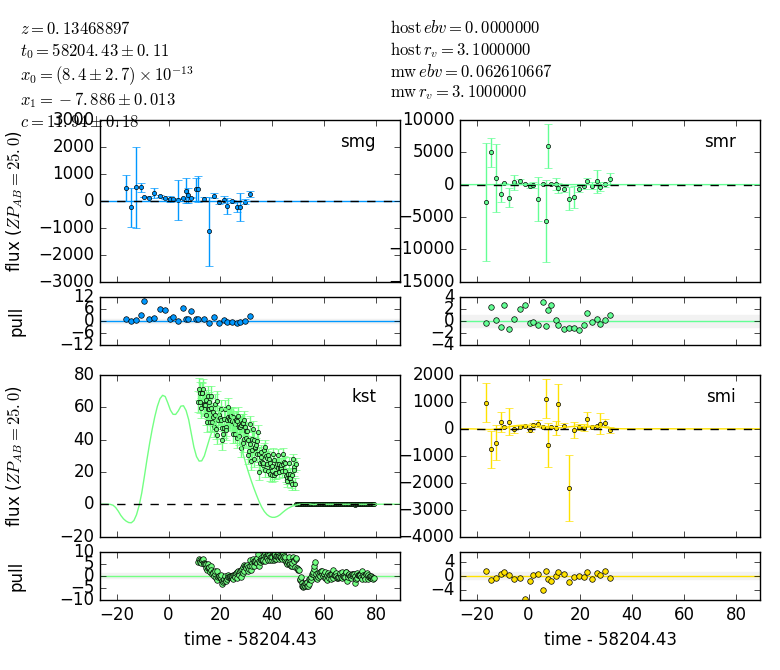 z = 0.13468897
t0 = 58204.43 ± 0.11
x0 = (8.4 ± 2.7) × 10^−13
x1 = −7.886 ± 0.013
c = 11.94 ± 0.18
host ebv = 0.0000000
host rv = 3.1000000
mw ebv = 0.062610667
mw rv = 3.1000000
flux (ZPAB = 25.0)
3000
2000
1000
0
−1000
−2000
−3000
smg
10000
5000
0
−5000
−10000
−15000
smr
pull
12
6
0
−6
−12
4
2
0
−2
−4
flux (ZPAB = 25.0)
80
60
40
20
0
−20
kst
2000
1000
0
−1000
−2000
−3000
−4000
smi
pull
10
5
0
−5
−10
4
0
−4
−20 0 20 40 60 80
−20 0 20 40 60 80
time - 58204.43
time - 58204.43